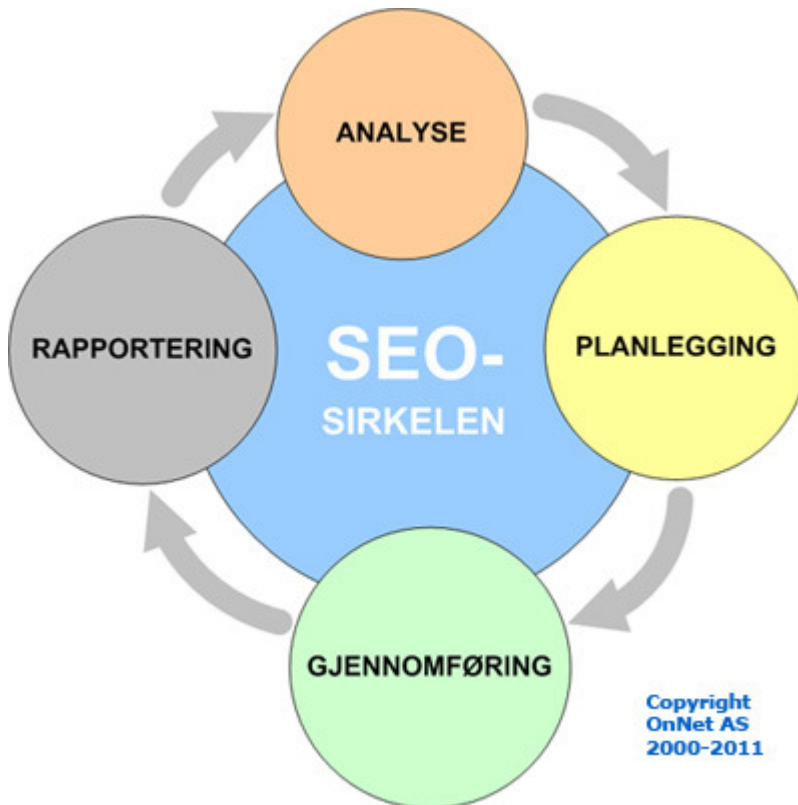 ANALYSE
RAPPORTERING
PLANLEGGING
SEO-
SIRKELEN
GJENNOMFØRING
Copyright
OnNet AS
2000-2011